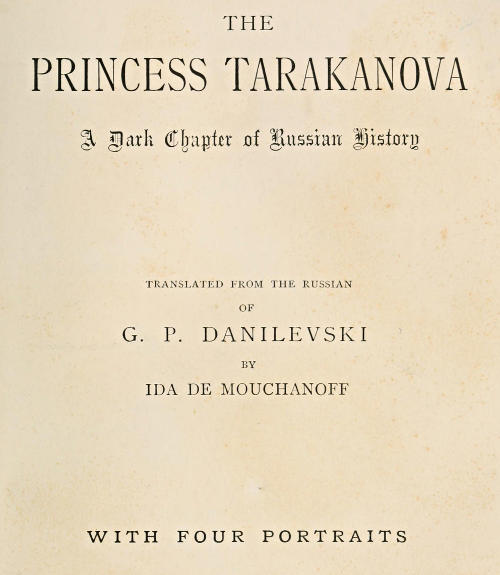 THE
PRINCESS TARAKANOVA
A Dark Chapter of Russian History
TRANSLATED FROM THE RUSSIAN
OF
G. P. DANILEVSKI
BY
IDA DE MOUCHANOFF
WITH FOUR PORTRAITS